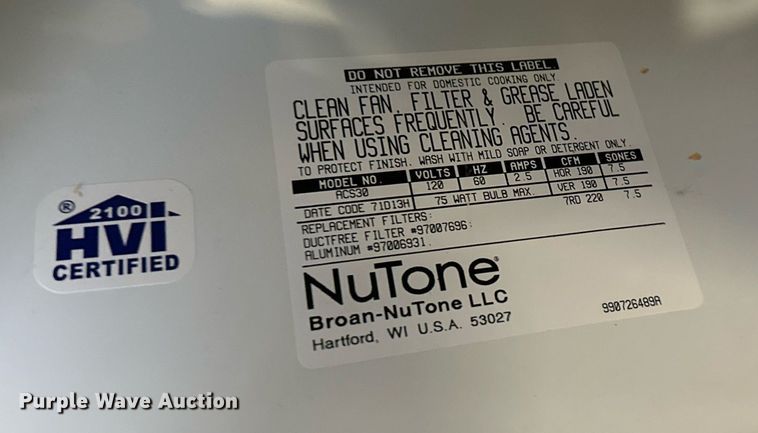 DO NOT REMOVE THIS LABEL.
INTENDED FOR DOMESTIC COOKING ONLY.
CLEAN FAN, FILTER & GREASE LADEN
SURFACES FREQUENTLY. BE CAREFUL
WHEN USING CLEANING AGENTS.
TO PROTECT FINISH, WASH WITH MILD SOAP OR DETERGENT ONLY.
MODEL NO. VOLTS HZ AMPS CFM SONES
ACS30 120 60 2.5 HOR 190 7.5
DATE CODE 71D13H 75 WATT BULB MAX. VER 190 7.5
7RD 220 7.5
REPLACEMENT FILTERS:
DUCTFREE FILTER #97007696:
ALUMINUM #97006931.
NuTone®
Broan-NuTone LLC
Hartford, WI U.S.A. 53027
990726489A
® 2100
HVI
CERTIFIED
Purple Wave Auction